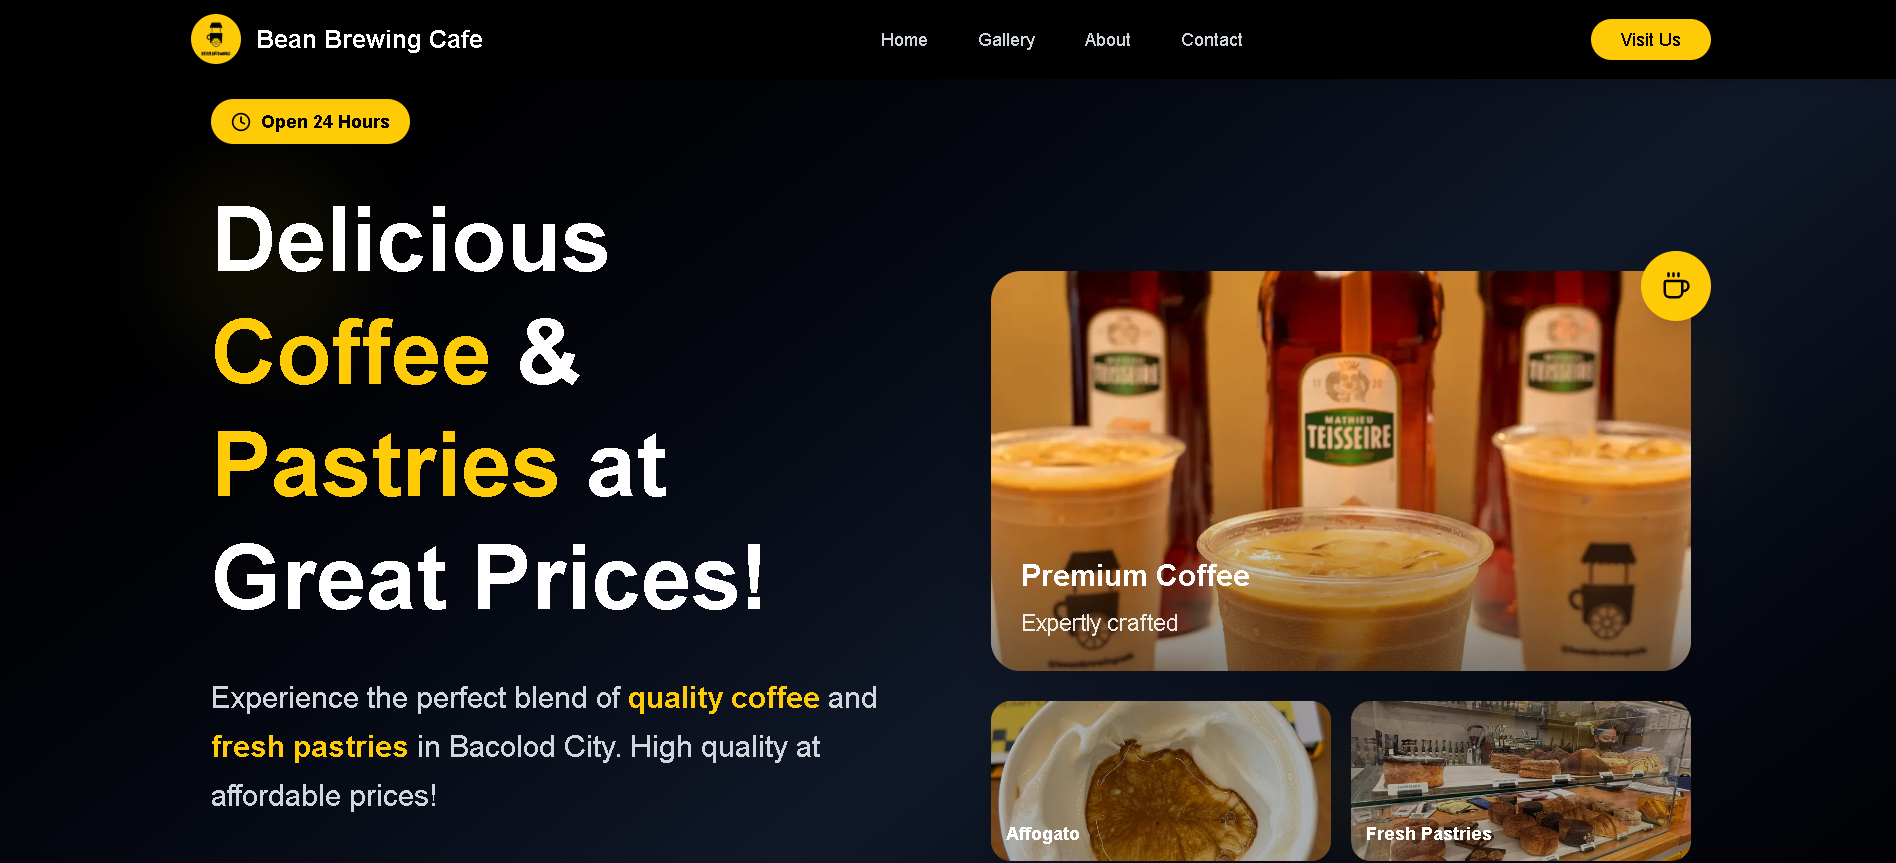 Bean Brewing Cafe
Home
Gallery
About
Contact
Visit Us
Open 24 Hours
Delicious
Coffee &
Pastries at
Great Prices!
Experience the perfect blend of quality coffee and
fresh pastries in Bacolod City. High quality at
affordable prices!
MATHIEU
TEISSEIRE
TEISSEIRE
TEISSEIRE
Premium Coffee
Expertly crafted
Affogato
Fresh Pastries